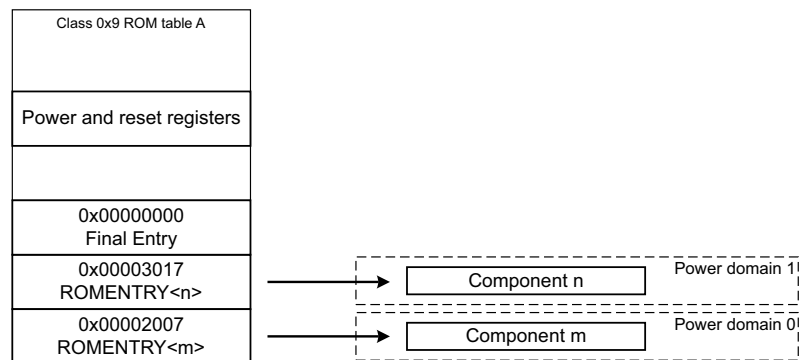 Class 0x9 ROM table A
Power and reset registers
0x00000000
Final Entry
0x00003017
ROMENTRY<n>
Component n
Power domain 1
0x00002007
ROMENTRY<m>
Component m
Power domain 0